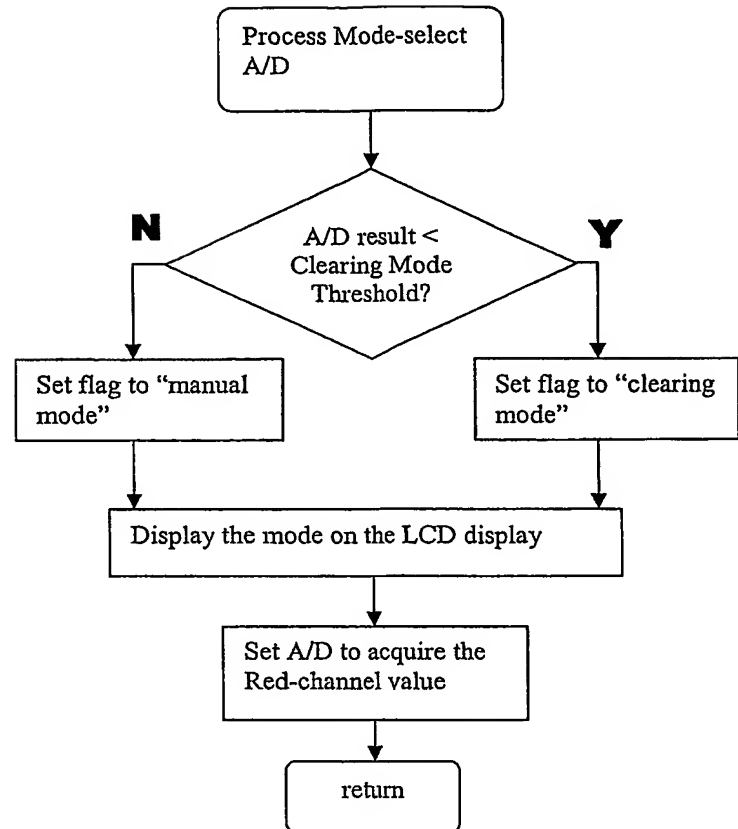 Process Mode-select
A/D
N
A/D result <
Clearing Mode
Threshold?
Y
Set flag to “manual
mode”
Set flag to “clearing
mode”
Display the mode on the LCD display
Set A/D to acquire the
Red-channel value
return